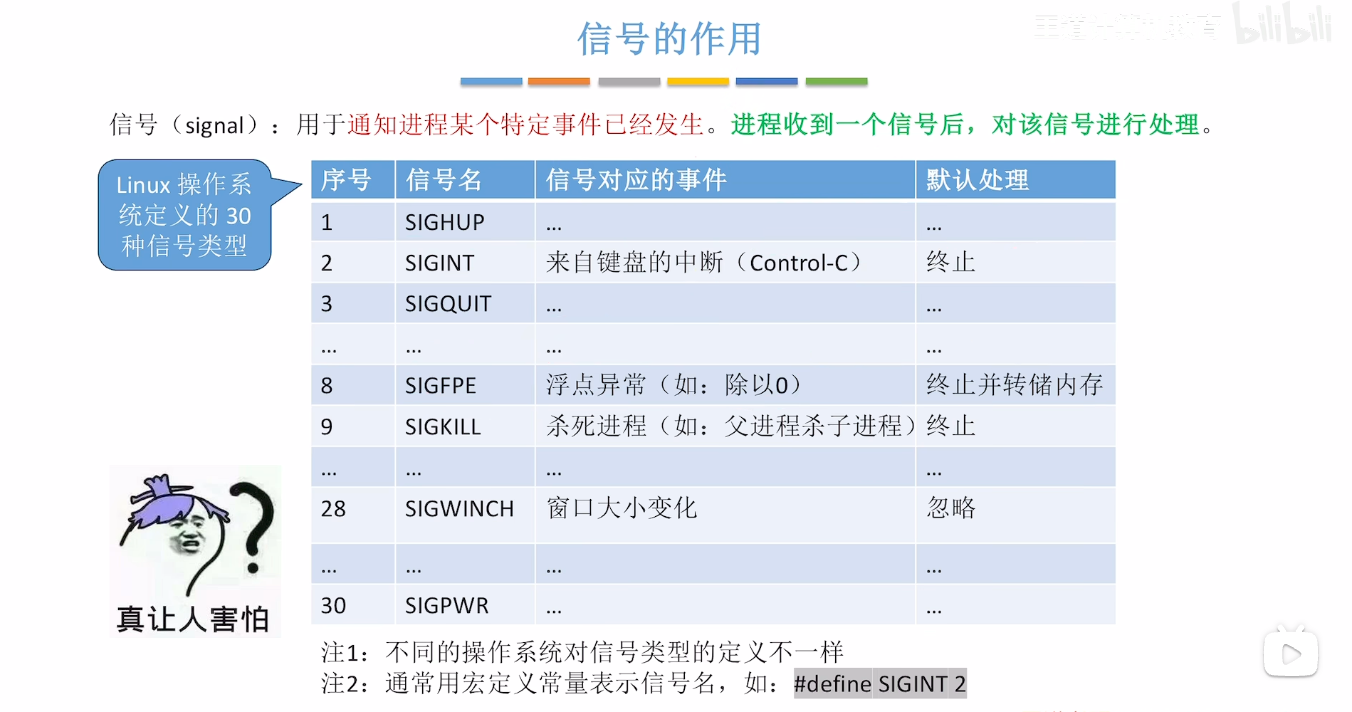 信号的作用
bilibili
信号（signal）：用于通知进程某个特定事件已经发生。进程收到一个信号后，对该信号进行处理。
Linux 操作系
统定义的 30
种信号类型
序号 信号名 信号对应的事件 默认处理
1 SIGHUP ... ...
2 SIGINT 来自键盘的中断（Control-C） 终止
3 SIGQUIT ... ...
... ... ... ...
8 SIGFPE 浮点异常（如：除以0） 终止并转储内存
9 SIGKILL 杀死进程（如：父进程杀子进程） 终止
... ... ... ...
28 SIGWINCH 窗口大小变化 忽略
... ... ... ...
30 SIGPWR ... ...
真让人害怕
注1：不同的操作系统对信号类型的定义不一样
注2：通常用宏定义常量表示信号名，如：#define SIGINT 2